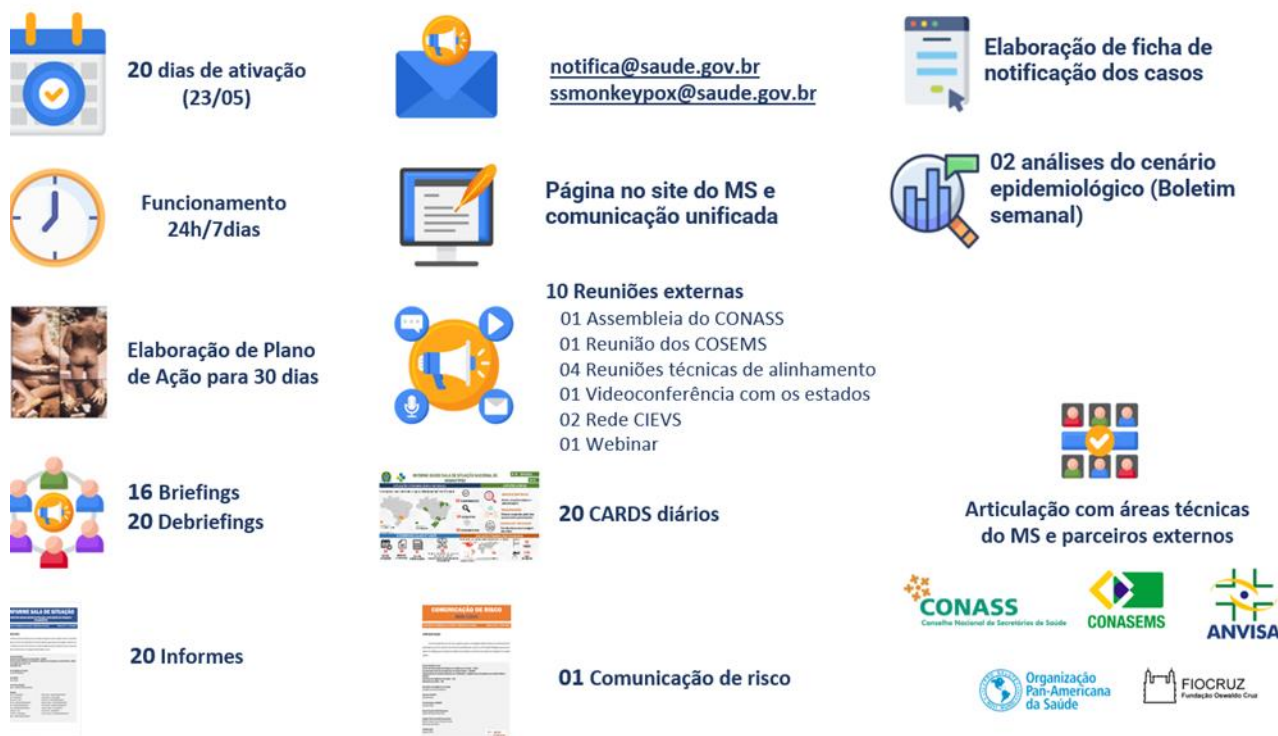 20 dias de ativação
(23/05)
notifica@saude.gov.br
ssmonkeypox@saude.gov.br
Elaboração de ficha de
notificação dos casos
Funcionamento
24h/7dias
Página no site do MS e
comunicação unificada
02 análises do cenário
epidemiológico (Boletim
semanal)
Elaboração de Plano
de Ação para 30 dias
10 Reuniões externas
01 Assembleia do CONASS
01 Reunião dos COSEMS
04 Reuniões técnicas de alinhamento
01 Videoconferência com os estados
02 Rede CIEVS
01 Webinar
16 Briefings
20 Debriefings
20 CARDS diários
Articulação com áreas técnicas
do MS e parceiros externos
CONASS
Conselho Nacional de Secretários de Saúde
CONASEMS
ANVISA
20 Informes
COMUNICAÇÃO DE RISCO
01 Comunicação de risco
Organização
Pan-Americana
da Saúde
FIOCRUZ
Fundação Oswaldo Cruz